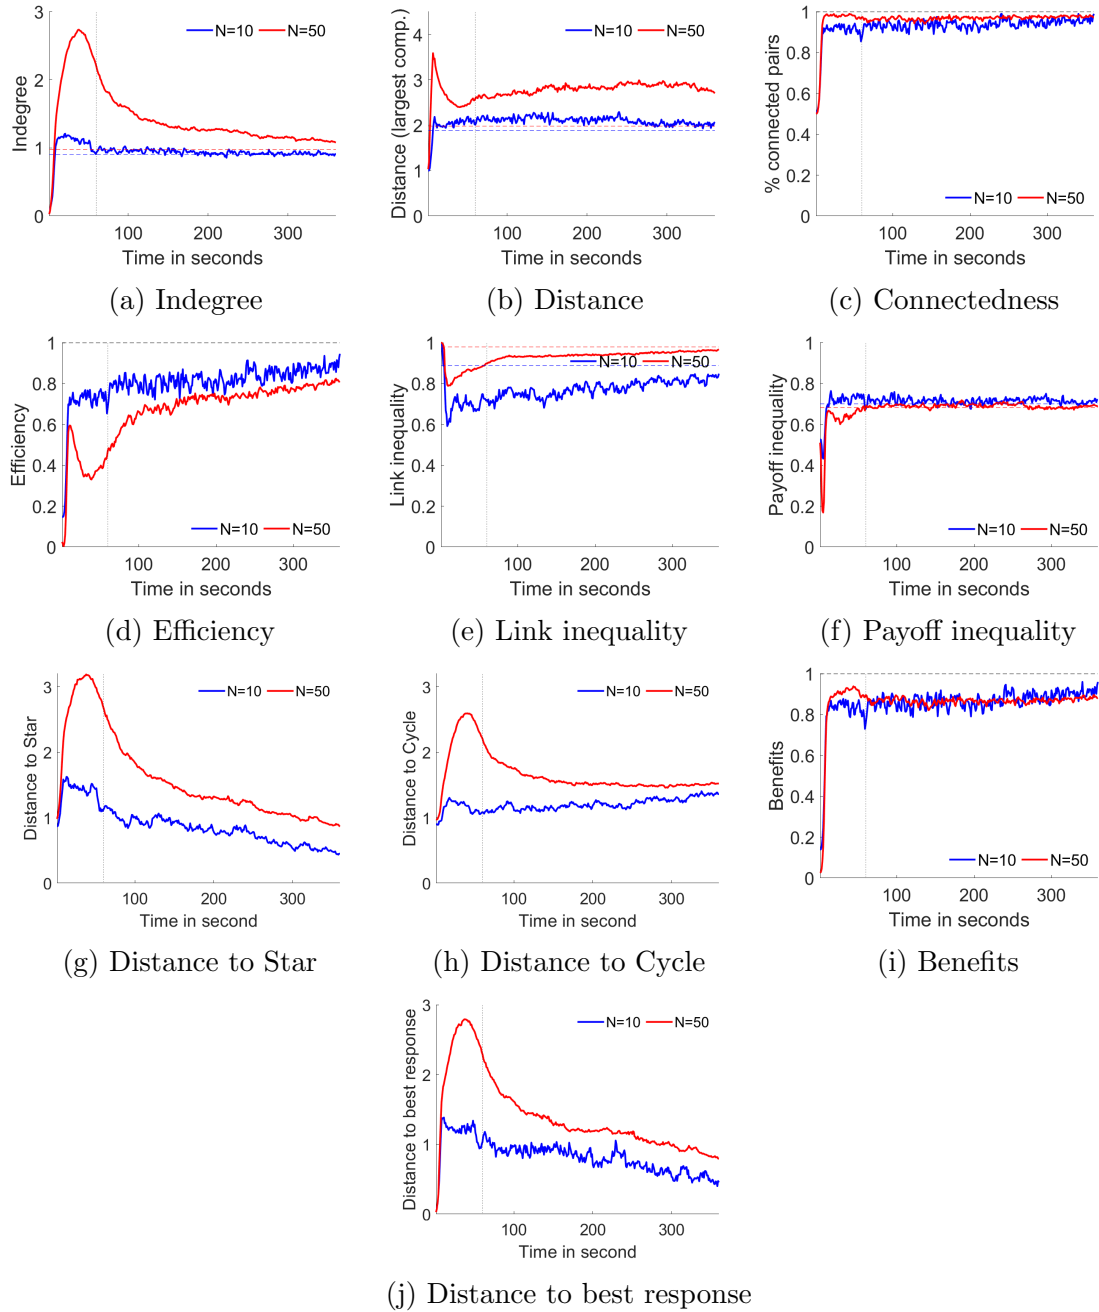 3
2
1
0
Indegree
N=10 N=50
100 200 300
Time in seconds
(a) Indegree
4
3
2
1
0
Distance (largest comp.)
N=10 N=50
100 200 300
Time in seconds
(b) Distance
1
0.8
0.6
0.4
0.2
0
% connected pairs
N=10 N=50
100 200 300
Time in seconds
(c) Connectedness
1
0.8
0.6
0.4
0.2
0
Efficiency
N=10 N=50
100 200 300
Time in seconds
(d) Efficiency
1
0.8
0.6
0.4
0.2
0
Link inequality
N=10 N=50
100 200 300
Time in seconds
(e) Link inequality
1
0.8
0.6
0.4
0.2
0
Payoff inequality
N=10 N=50
100 200 300
Time in seconds
(f) Payoff inequality
3
2
1
0
Distance to Star
N=10 N=50
100 200 300
Time in second
(g) Distance to Star
3
2
1
0
Distance to Cycle
N=10 N=50
100 200 300
Time in second
(h) Distance to Cycle
1
0.8
0.6
0.4
0.2
0
Benefits
N=10 N=50
100 200 300
Time in seconds
(i) Benefits
3
2
1
0
Distance to best response
N=10 N=50
100 200 300
Time in second
(j) Distance to best response